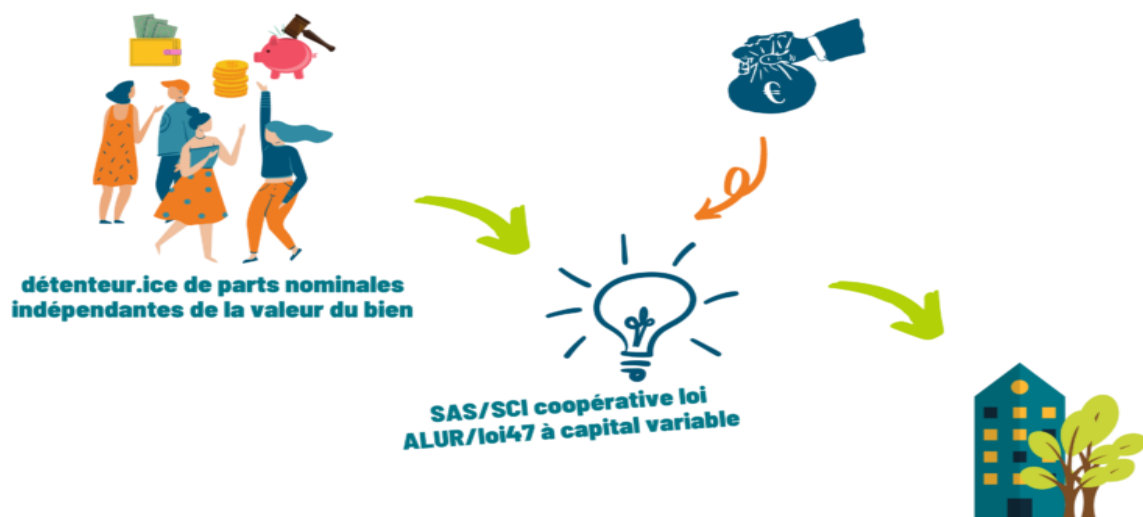 €
détenteur.ice de parts nominales
indépendantes de la valeur du bien
SAS/SCI coopérative loi
ALUR/loi47 à capital variable